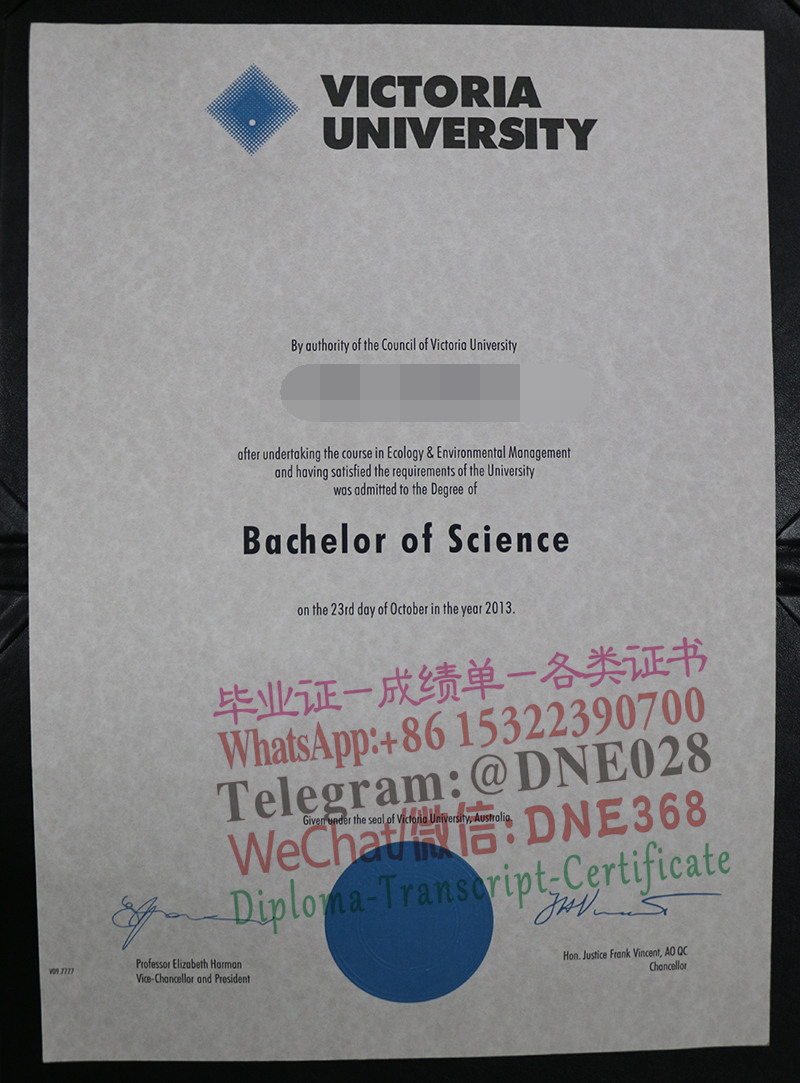 VICTORIA
UNIVERSITY
By authority of the Council of Victoria University
after undertaking the course in Ecology & Environmental Management
and having satisfied the requirements of the University
was admitted to the Degree of
Bachelor of Science
on the 23rd day of October in the year 2013.
毕业证－成绩单－各类证书
WhatsApp:+86 15322390700
Telegram:@DNE028
Given under the seal of Victoria University, Australia.
WeChat/微信:DNE368
Diploma-Transcript-Certificate
Professor Elizabeth Harman
Vice-Chancellor and President
Hon. Justice Frank Vincent, AO QC
Chancellor
V09.7777